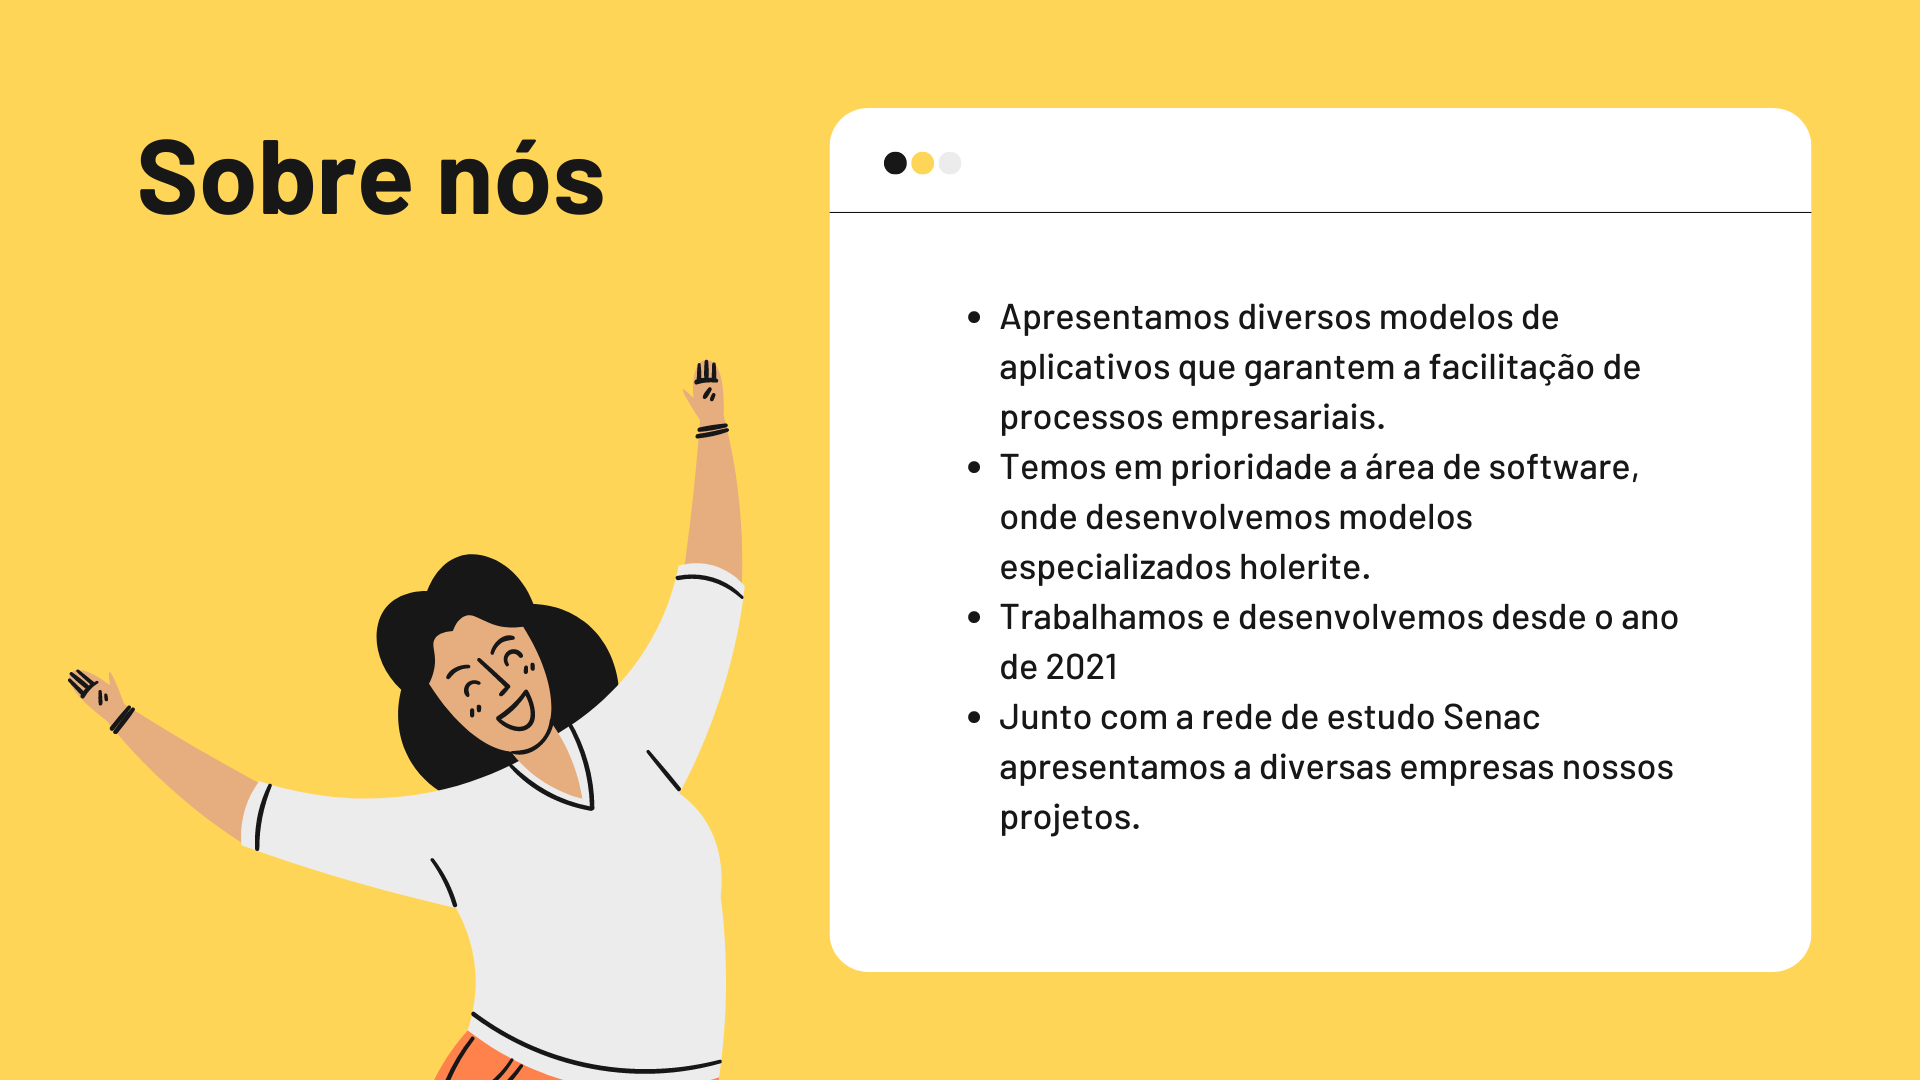 Sobre nós
• Apresentamos diversos modelos de
aplicativos que garantem a facilitação de
processos empresariais.
• Temos em prioridade a área de software,
onde desenvolvemos modelos
especializados holerite.
• Trabalhamos e desenvolvemos desde o ano
de 2021
• Junto com a rede de estudo Senac
apresentamos a diversas empresas nossos
projetos.